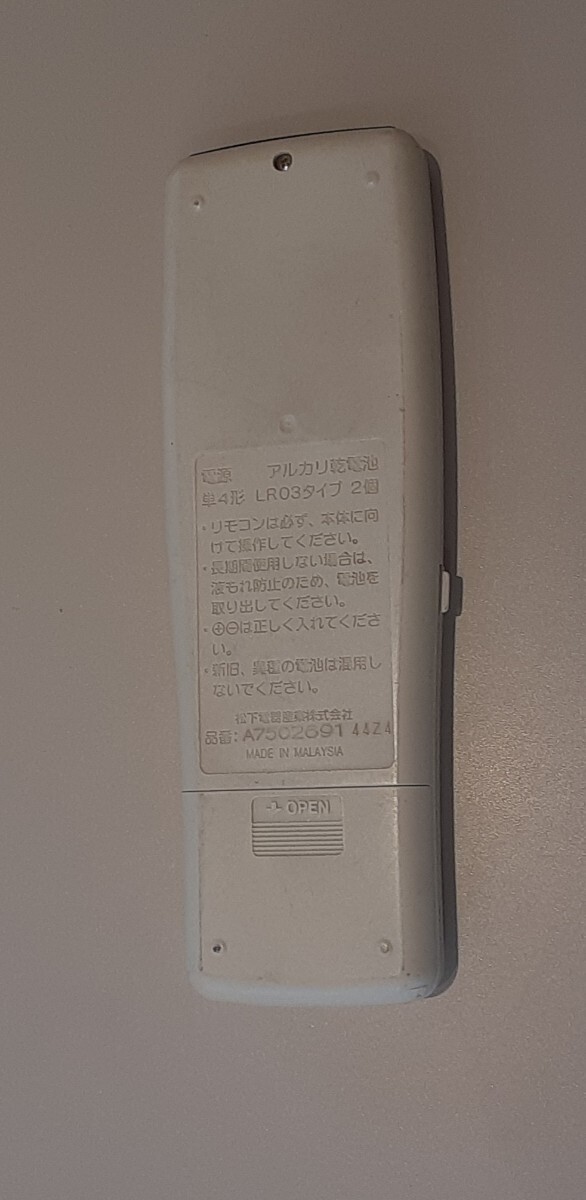 電源 アルカリ乾電池
単4形 LR03タイプ 2個
・リモコンは必ず、本体に向
けて操作してください。
・長期間使用しない場合は、
液もれ防止のため、電池を
取り出してください。
・⊕⊖は正しく入れてくださ
い。
・新旧、異種の電池は混用し
ないでください。
松下電器産業株式会社
品番: A7502691 44Z4
MADE IN MALAYSIA
OPEN